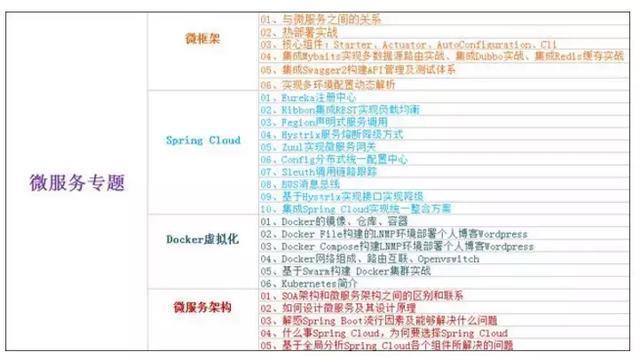 微服务专题
微框架
01、与微服务之间的关系
02、热部署实战
03、核心组件：Starter、Actuator、AutoConfiguration、Cli
04、集成Mybaits实现多数据源路由实战、集成Dubbo实战、集成Redis缓存实战
05、集成Swagger2构建API管理及测试体系
06、实现多环境配置动态解析
Spring Cloud
01、Eureka注册中心
02、Ribbon集成REST实现负载均衡
03、Fegion声明式服务调用
04、Hystrix服务熔断降级方式
05、Zuul实现微服务网关
06、Config分布式统一配置中心
07、Sleuth调用链路跟踪
08、BUS消息总线
09、基于Hystrix实现接口实现降级
10、集成Spring Cloud实现统一整合方案
Docker虚拟化
01、Docker的镜像、仓库、容器
02、Docker File构建的LNMP环境部署个人博客Wordpress
03、Docker Compose构建LNMP环境部署个人博客Wordpress
04、Docker网络组成、路由互联、Openvswitch
05、基于Swarm构建 Docker集群实战
06、Kubernetes简介
微服务架构
01、SOA架构和微服务架构之间的区别和联系
02、如何设计微服务及其设计原理
03、解惑Spring Boot流行因素及能够解决什么问题
04、什么事Spring Cloud，为何要选择Spring Cloud
05、基于全局分析Spring Cloud各个组件所解决的问题